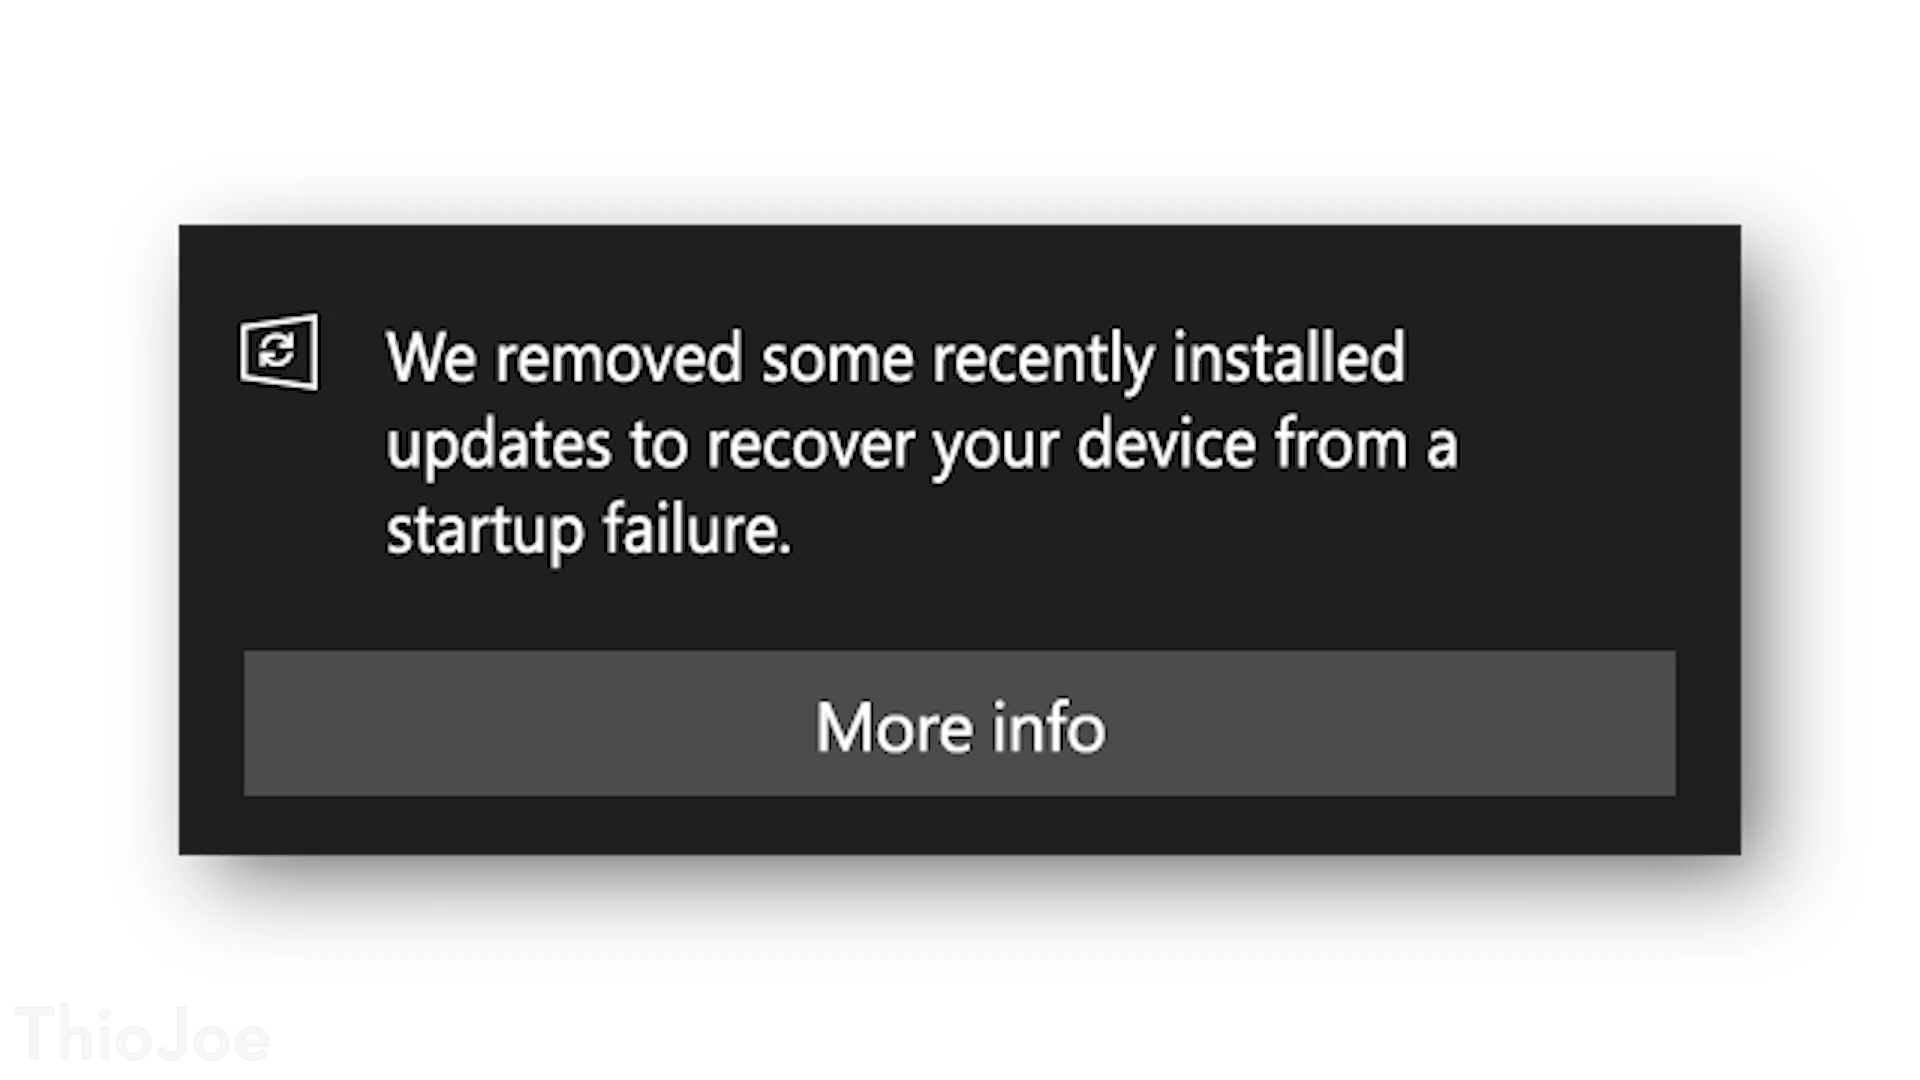 We removed some recently installed
updates to recover your device from a
startup failure.
More info
ThioJoe